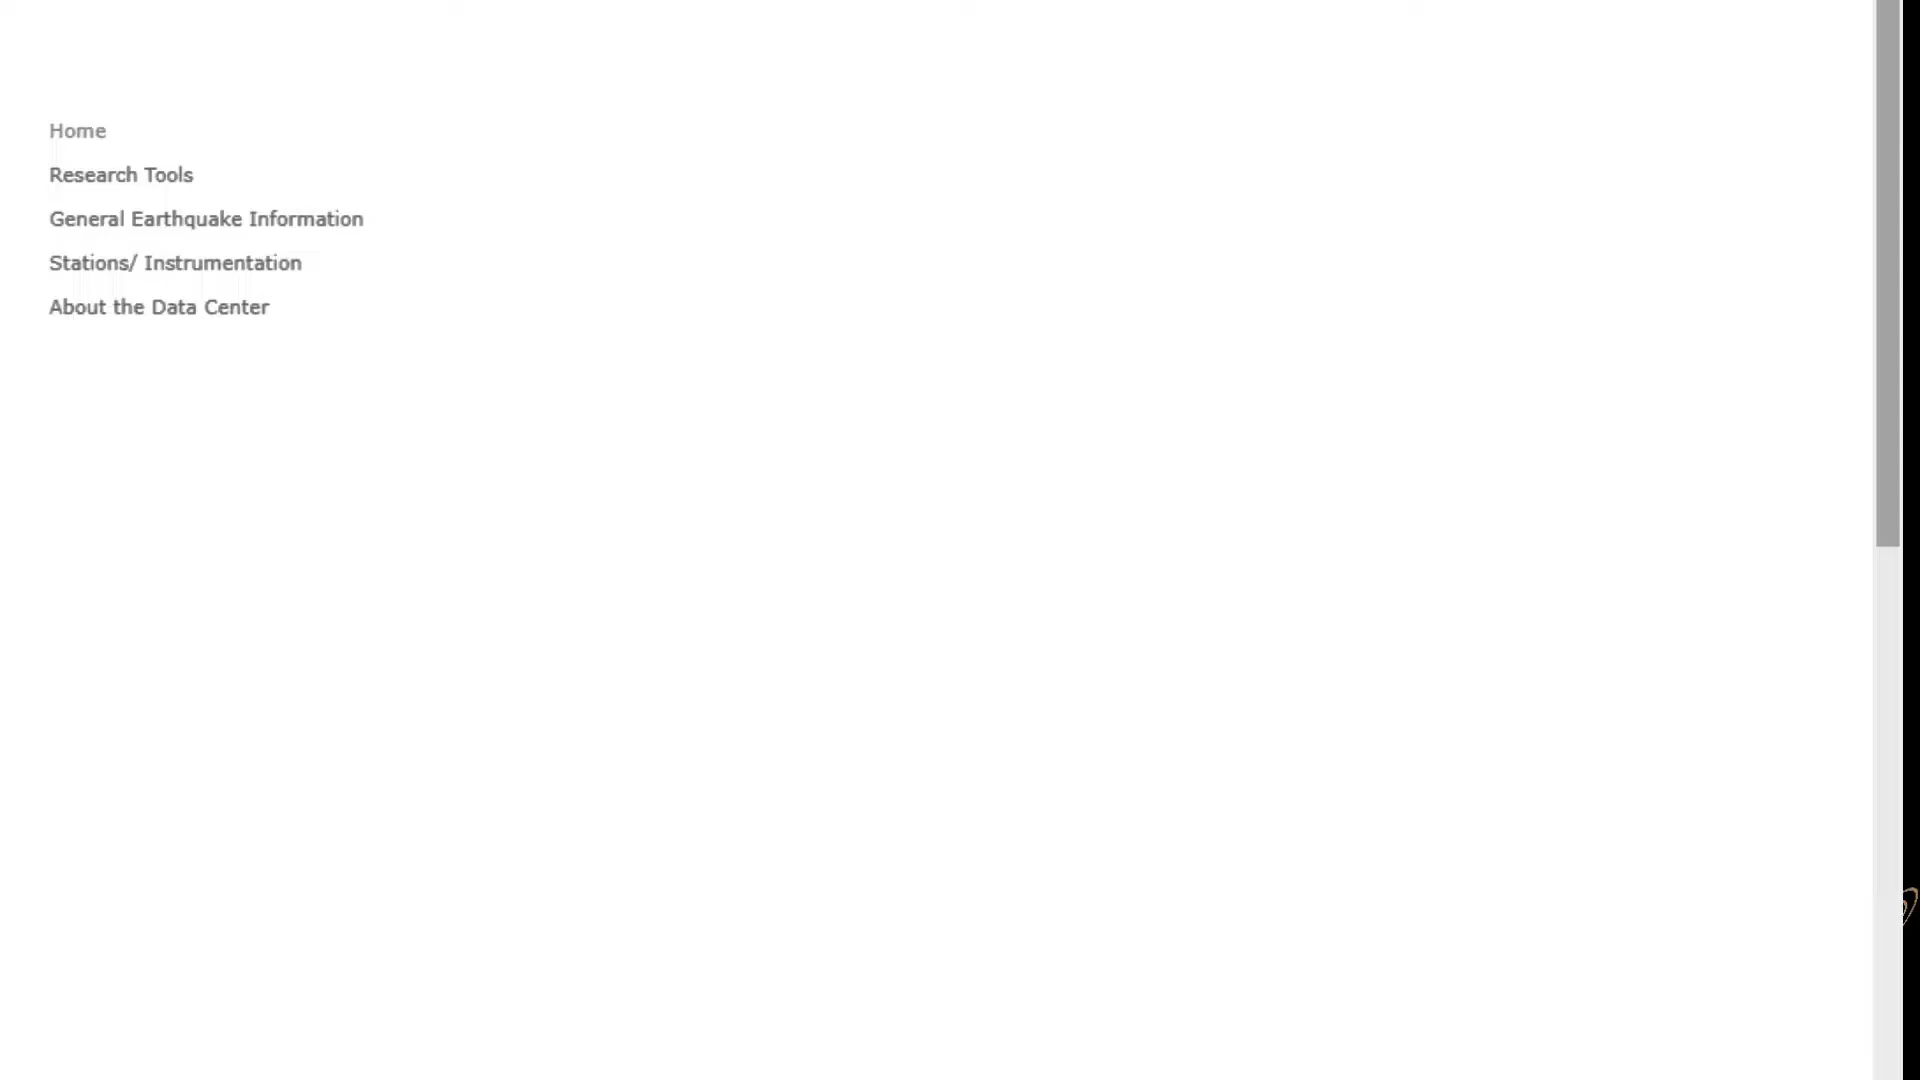 Home
Research Tools
General Earthquake Information
Stations/ Instrumentation
About the Data Center